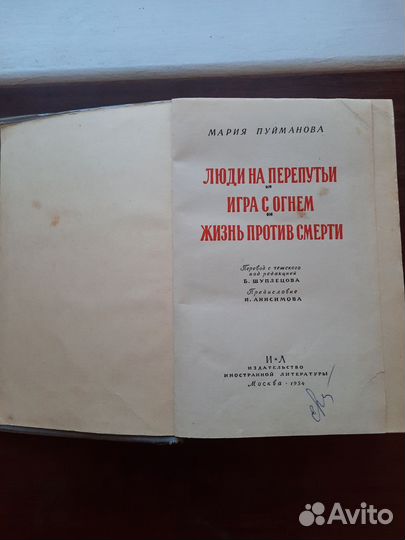 МАРИЯ ПУЙМАНОВА
ЛЮДИ НА ПЕРЕПУТЬИ
ИГРА С ОГНЕМ
ЖИЗНЬ ПРОТИВ СМЕРТИ
Перевод с чешского
под редакцией
Б. ШУПЛЕЦОВА
Предисловие
И. АНИСИМОВА
И * Л
ИЗДАТЕЛЬСТВО
ИНОСТРАННОЙ ЛИТЕРАТУРЫ
Москва - 1954
Avito